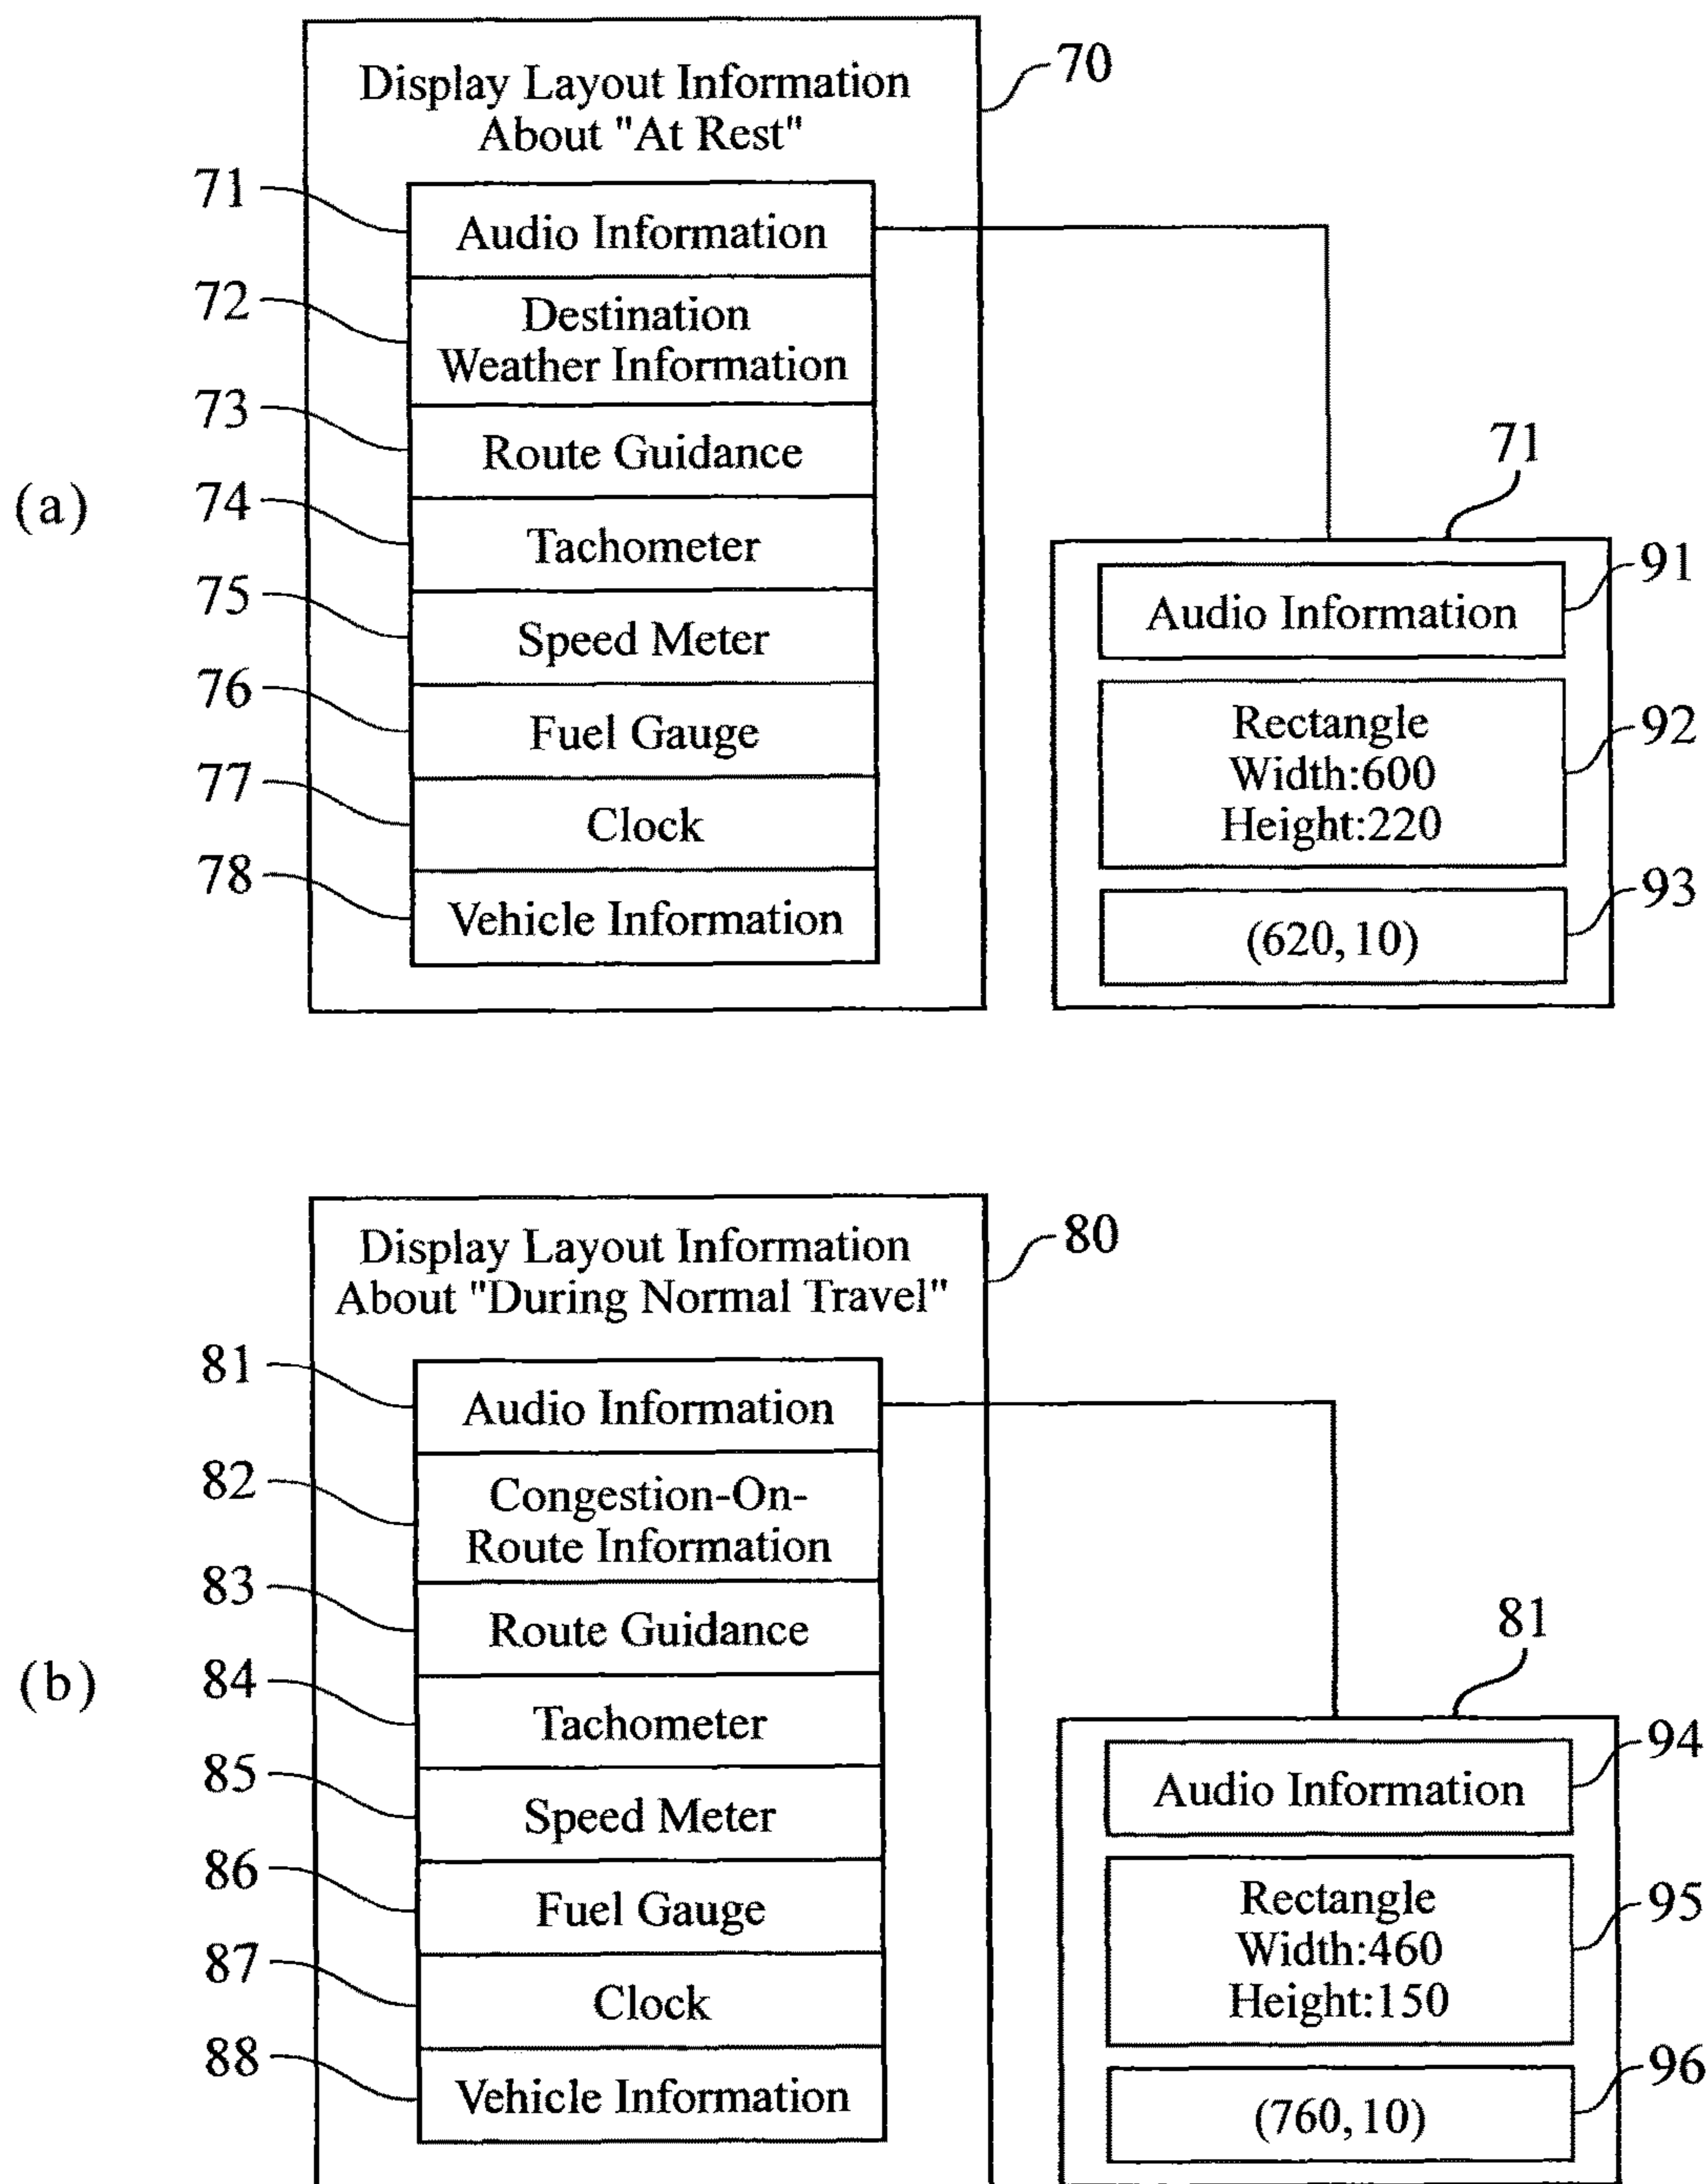 (a)
Display Layout Information
About "At Rest"
70
71
Audio Information
72
Destination
Weather Information
73
Route Guidance
74
Tachometer
75
Speed Meter
76
Fuel Gauge
77
Clock
78
Vehicle Information
71
Audio Information
91
Rectangle
Width:600
Height:220
92
(620, 10)
93
(b)
Display Layout Information
About "During Normal Travel"
80
81
Audio Information
82
Congestion-On-
Route Information
83
Route Guidance
84
Tachometer
85
Speed Meter
86
Fuel Gauge
87
Clock
88
Vehicle Information
81
Audio Information
94
Rectangle
Width:460
Height:150
95
(760, 10)
96